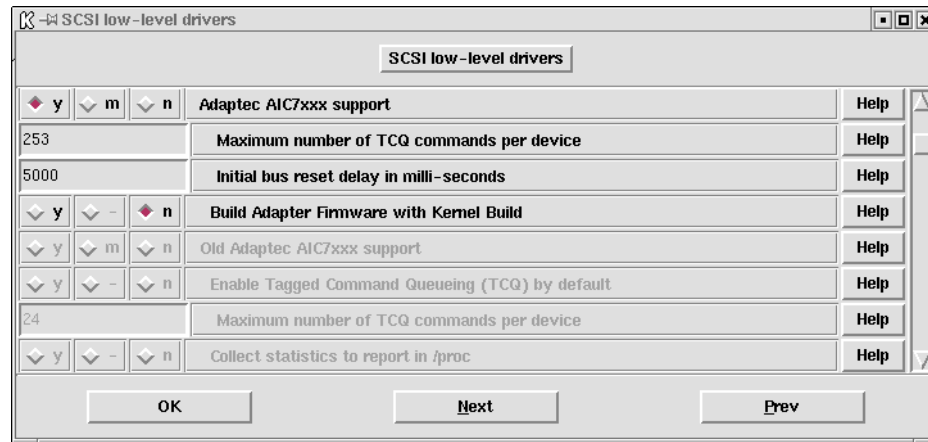 SCSI low-level drivers
SCSI low-level drivers
y m n Adaptec AIC7xxx support Help
253 Maximum number of TCQ commands per device Help
5000 Initial bus reset delay in milli-seconds Help
y - n Build Adapter Firmware with Kernel Build Help
y m n Old Adaptec AIC7xxx support Help
y - n Enable Tagged Command Queueing (TCQ) by default Help
24 Maximum number of TCQ commands per device Help
y - n Collect statistics to report in /proc Help
OK Next Prev